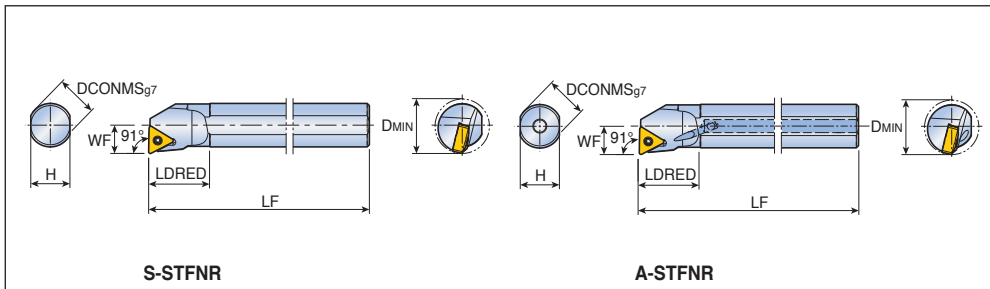 DCONMSg7
WF
91°
H
LDRED
LF
DMIN
S-STFNR
DCONMSg7
WF
91°
H
LDRED
LF
DMIN
A-STFNR